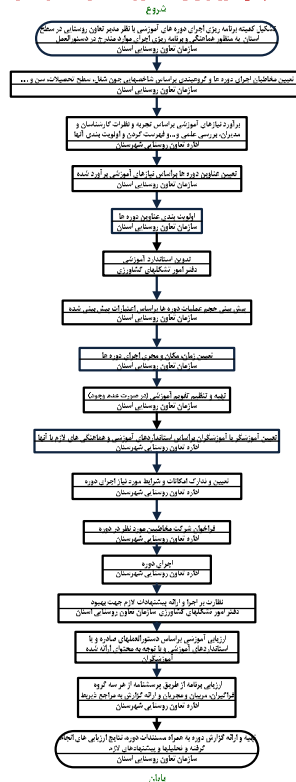 شروع
تشکیل کمیته برنامه ریزی اجرای دوره های آموزشی با نظر مدیر تعاون روستایی در سطح
استان به منظور هماهنگی و برنامه ریزی اجرای موارد مندرج در دستورالعمل
سازمان تعاون روستایی استان
تعیین مخاطبان اجرای دوره ها و گروهبندی براساس شاخصهایی چون شغل، سطح تحصیلات، سن و ...
سازمان تعاون روستایی استان
برآورد نیازهای آموزشی براساس تجربه و نظرات کارشناسان و
مدیران، بررسی علمی و...و فهرست کردن و اولویت بندی آنها
اداره تعاون روستایی شهرستان
تعیین عناوین دوره ها براساس نیازهای آموزشی برآورد شده
سازمان تعاون روستایی استان
اولویت بندی عناوین دوره ها
سازمان تعاون روستایی استان
تدوین استاندارد آموزشی
دفتر امور تشکلهای کشاورزی
پیش بینی حجم عملیات دوره ها براساس اعتبارات پیش بینی شده
سازمان تعاون روستایی استان
تعیین زمان، مکان و مجری اجرای دوره ها
سازمان تعاون روستایی استان
تهیه و تنظیم تقویم آموزشی (در صورت عدم وجود)
سازمان تعاون روستایی استان
تعیین آموزشگر یا آموزشگران براساس استانداردهای آموزشی و هماهنگی های لازم با آنها
اداره تعاون روستایی شهرستان
تعیین و تدارک امکانات و شرایط مورد نیاز اجرای دوره
اداره تعاون روستایی شهرستان
فراخوان شرکت مخاطبین مورد نظر در دوره
اداره تعاون روستایی شهرستان
اجرای دوره
اداره تعاون روستایی شهرستان
نظارت بر اجرا و ارائه پیشنهادات لازم جهت بهبود
دفتر امور تشکلهای کشاورزی سازمان تعاون روستایی استان
ارزیابی آموزشی براساس دستورالعملهای صادره و یا
استانداردهای آموزشی و با توجه به محتوای ارائه شده
آموزشگران
ارزیابی برنامه از طریق پرسشنامه از هر سه گروه
فراگیران، مربیان و مجریان و ارائه گزارش به مراجع ذیربط
سازمان تعاون روستایی استان
تهیه و ارائه گزارش دوره به همراه مستندات دوره، نتایج ارزیابی های انجام
گرفته و تحلیلها و پیشنهادهای لازم
سازمان تعاون روستایی استان
پایان